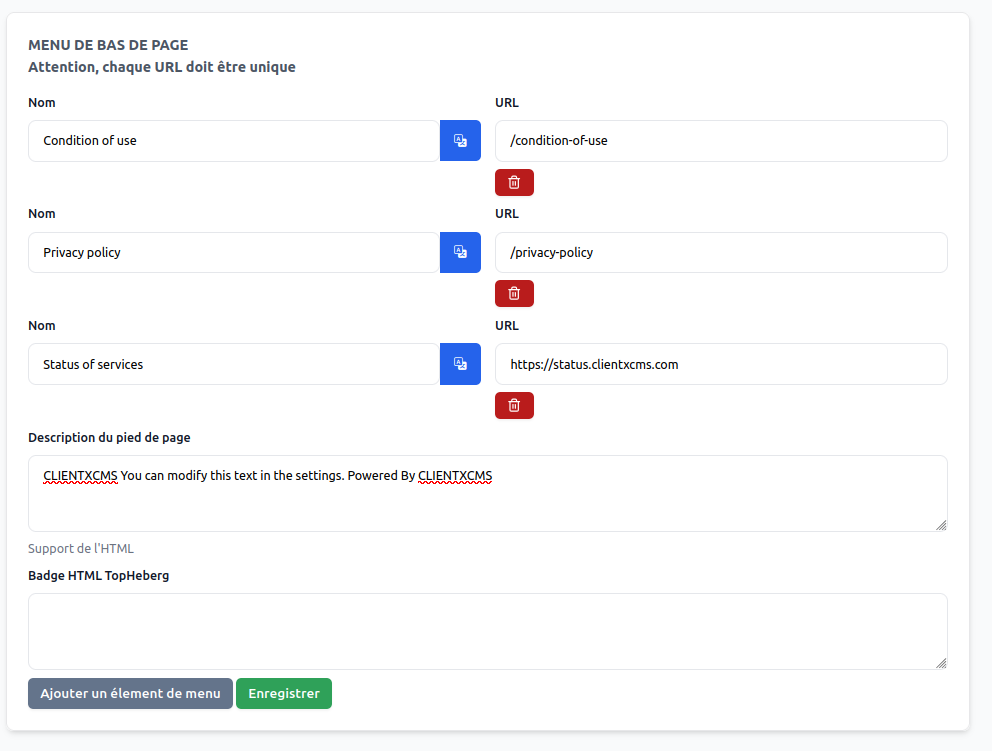 MENU DE BAS DE PAGE
Attention, chaque URL doit être unique
Nom
URL
Condition of use
/condition-of-use
Nom
URL
Privacy policy
/privacy-policy
Nom
URL
Status of services
https://status.clientxcms.com
Description du pied de page
CLIENTXCMS You can modify this text in the settings. Powered By CLIENTXCMS
Support de l'HTML
Badge HTML TopHeberg
Ajouter un élement de menu
Enregistrer